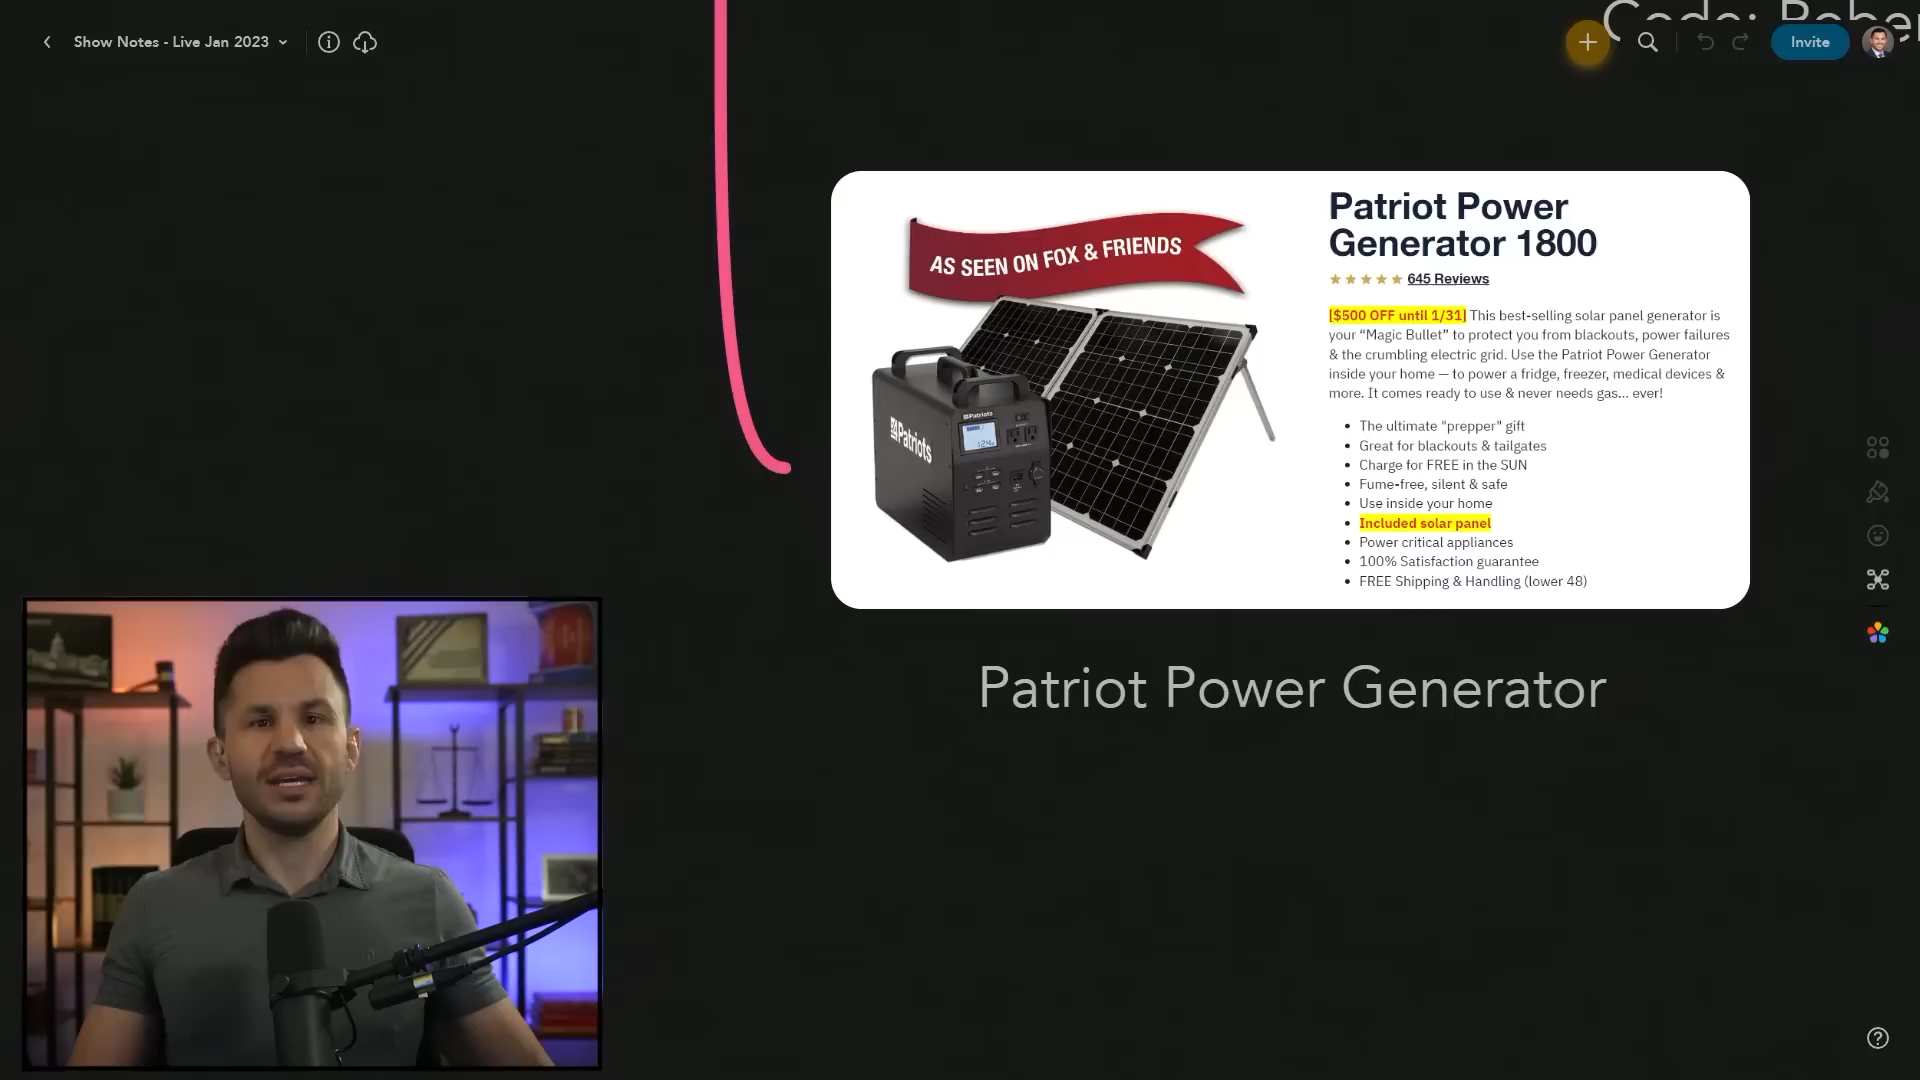 Code: Rober
Show Notes - Live Jan 2023
Invite
AS SEEN ON FOX & FRIENDS
4Patriots
4Patriots
Patriot Power
Generator 1800
645 Reviews
[$500 OFF until 1/31] This best-selling solar panel generator is
your “Magic Bullet” to protect you from blackouts, power failures
& the crumbling electric grid. Use the Patriot Power Generator
inside your home — to power a fridge, freezer, medical devices &
more. It comes ready to use & never needs gas... ever!
• The ultimate "prepper" gift
• Great for blackouts & tailgates
• Charge for FREE in the SUN
• Fume-free, silent & safe
• Use inside your home
• Included solar panel
• Power critical appliances
• 100% Satisfaction guarantee
• FREE Shipping & Handling (lower 48)
Patriot Power Generator